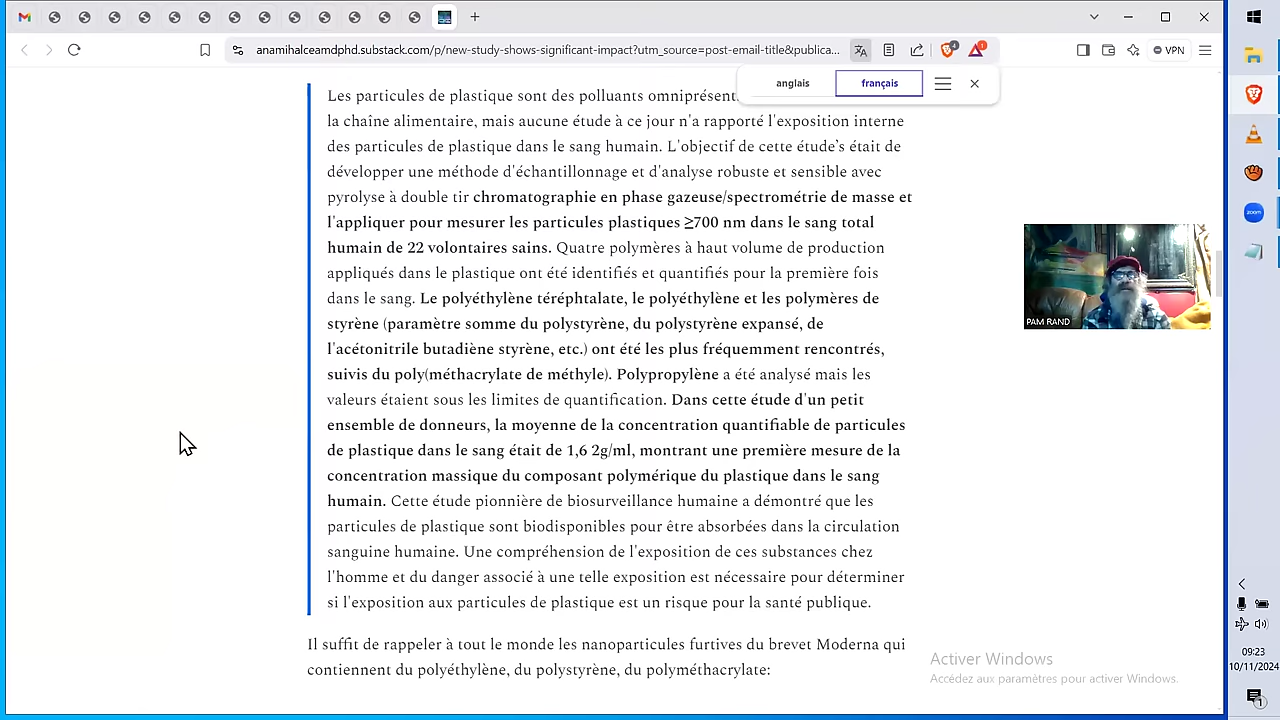 anamihalceamdphd.substack.com/p/new-study-shows-significant-impact?utm_source=post-email-title&publica...
4
1
VPN
anglais
français
Les particules de plastique sont des polluants omniprésent
la chaîne alimentaire, mais aucune étude à ce jour n'a rapporté l'exposition interne
des particules de plastique dans le sang humain. L'objectif de cette étude’s était de
développer une méthode d'échantillonnage et d'analyse robuste et sensible avec
pyrolyse à double tir chromatographie en phase gazeuse/spectrométrie de masse et
l'appliquer pour mesurer les particules plastiques ≥700 nm dans le sang total
humain de 22 volontaires sains. Quatre polymères à haut volume de production
appliqués dans le plastique ont été identifiés et quantifiés pour la première fois
dans le sang. Le polyéthylène téréphtalate, le polyéthylène et les polymères de
styrène (paramètre somme du polystyrène, du polystyrène expansé, de
l'acétonitrile butadiène styrène, etc.) ont été les plus fréquemment rencontrés,
suivis du poly(méthacrylate de méthyle). Polypropylène a été analysé mais les
valeurs étaient sous les limites de quantification. Dans cette étude d'un petit
ensemble de donneurs, la moyenne de la concentration quantifiable de particules
de plastique dans le sang était de 1,6 2g/ml, montrant une première mesure de la
concentration massique du composant polymérique du plastique dans le sang
humain. Cette étude pionnière de biosurveillance humaine a démontré que les
particules de plastique sont biodisponibles pour être absorbées dans la circulation
sanguine humaine. Une compréhension de l'exposition de ces substances chez
l'homme et du danger associé à une telle exposition est nécessaire pour déterminer
si l'exposition aux particules de plastique est un risque pour la santé publique.
Il suffit de rappeler à tout le monde les nanoparticules furtives du brevet Moderna qui
contiennent du polyéthylène, du polystyrène, du polyméthacrylate:
PAM RAND
zoom
Activer Windows
Accédez aux paramètres pour activer Windows.
09:23
10/11/2024
1